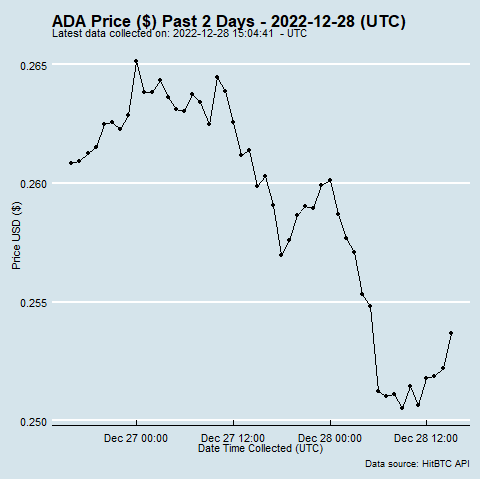 ADA Price ($) Past 2 Days - 2022-12-28 (UTC)
Latest data collected on: 2022-12-28 15:04:41 - UTC
0.265
0.260
0.255
0.250
Price USD ($)
Dec 27 00:00 Dec 27 12:00 Dec 28 00:00 Dec 28 12:00
Date Time Collected (UTC)
Data source: HitBTC API